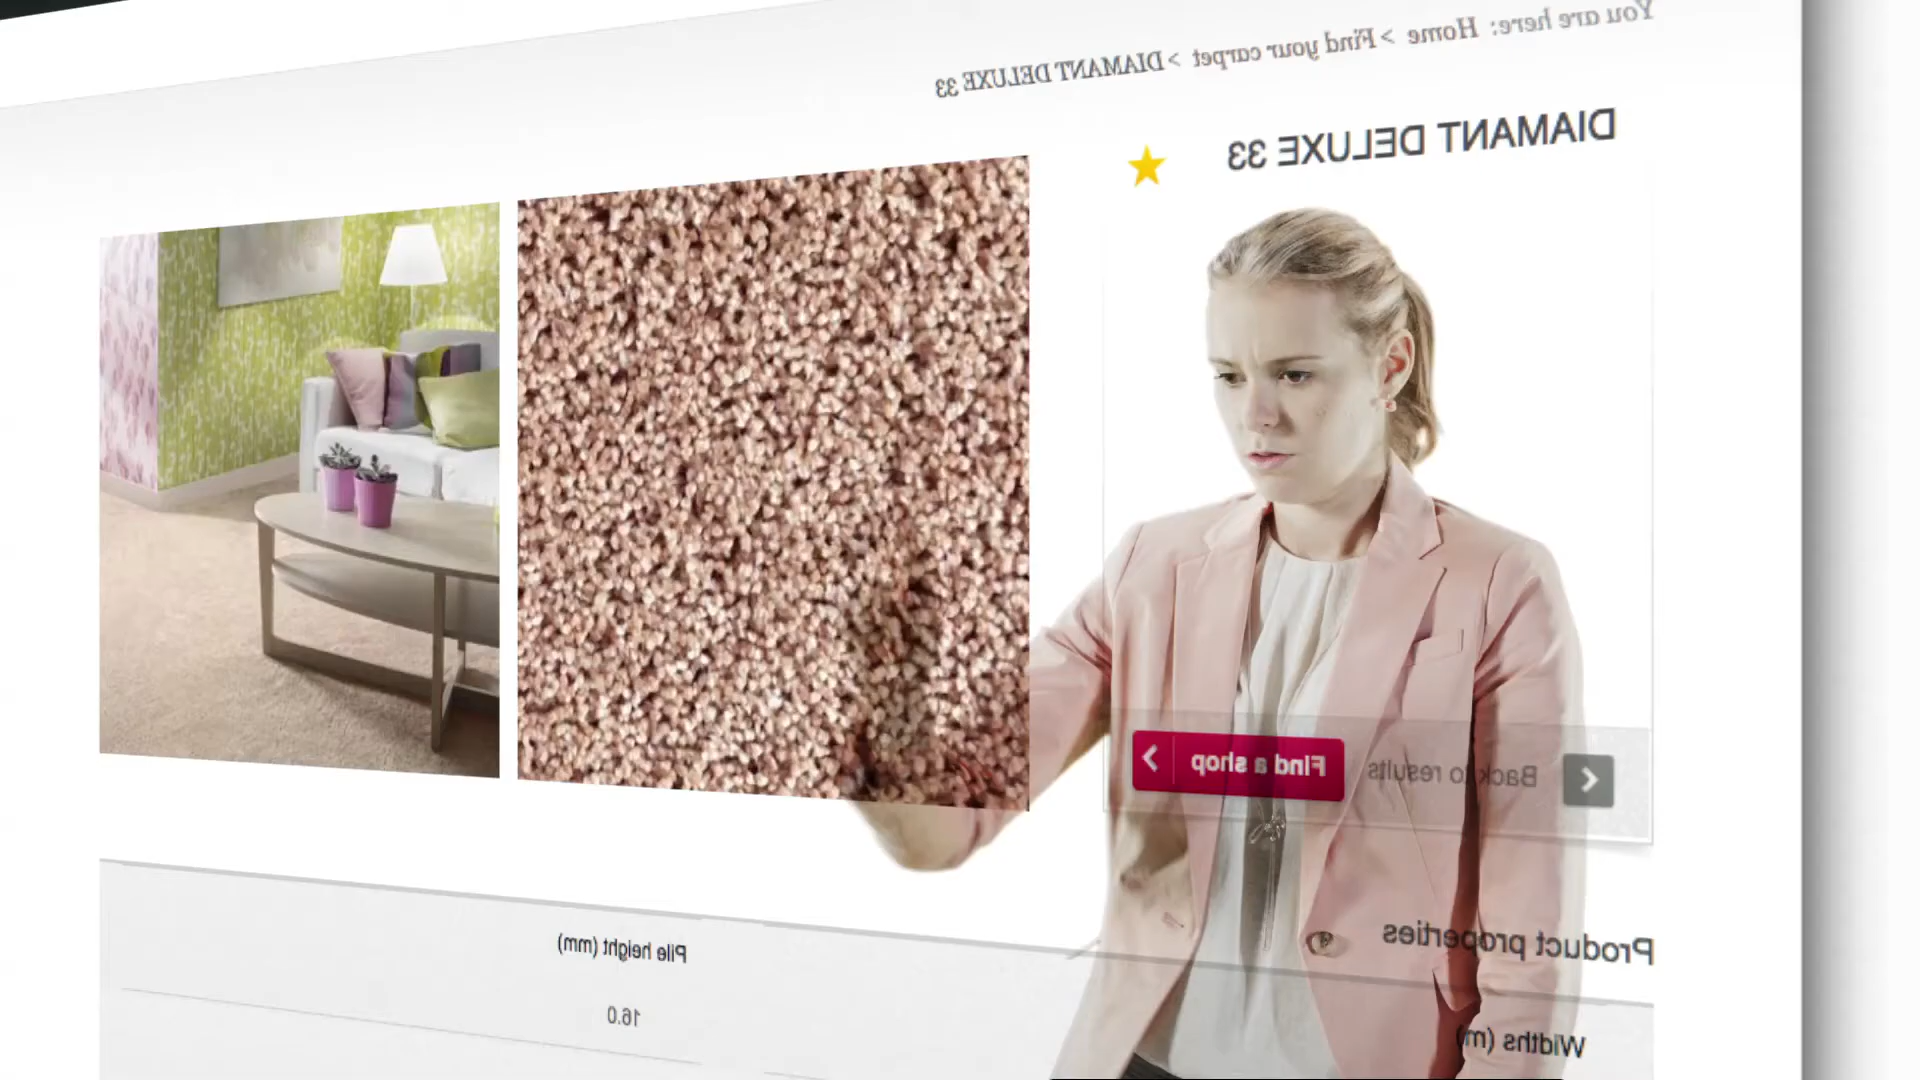 You are here: Home > Find your carpet > DIAMANT DELUXE 33
DIAMANT DELUXE 33
Back to results
Find a shop
Product properties
Pile height (mm)
16.0
Widths (m)